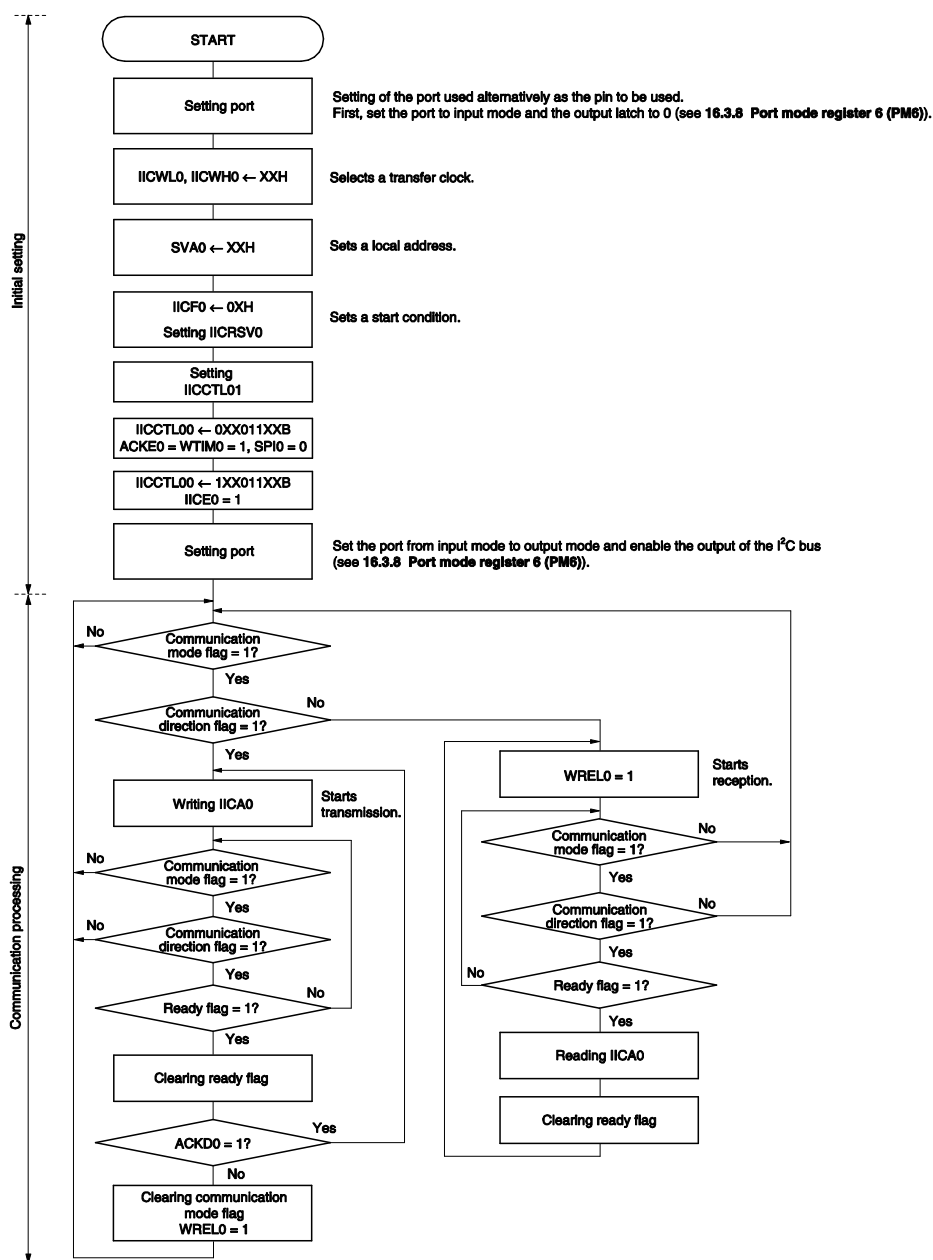 START
Setting port
Setting of the port used alternatively as the pin to be used.
First, set the port to input mode and the output latch to 0 (see 16.3.8 Port mode register 6 (PM6)).
IICWL0, IICWH0 ← XXH
Selects a transfer clock.
SVA0 ← XXH
Sets a local address.
Initial setting
IICF0 ← 0XH
Setting IICRSV0
Sets a start condition.
Setting
IICCTL01
IICCTL00 ← 0XX011XXB
ACKE0 = WTIM0 = 1, SPI0 = 0
IICCTL00 ← 1XX011XXB
IICE0 = 1
Setting port
Set the port from input mode to output mode and enable the output of the I²C bus
(see 16.3.8 Port mode register 6 (PM6)).
No
Communication
mode flag = 1?
Yes
Communication
direction flag = 1?
No
Yes
Writing IICA0
Starts
transmission.
No
Communication
mode flag = 1?
Yes
No
Communication
direction flag = 1?
Yes
Ready flag = 1?
No
Yes
Clearing ready flag
ACKD0 = 1?
Yes
No
Clearing communication
mode flag
WREL0 = 1
Communication processing
WREL0 = 1
Starts
reception.
Communication
mode flag = 1?
No
Yes
Communication
direction flag = 1?
No
Yes
No
Ready flag = 1?
Yes
Reading IICA0
Clearing ready flag